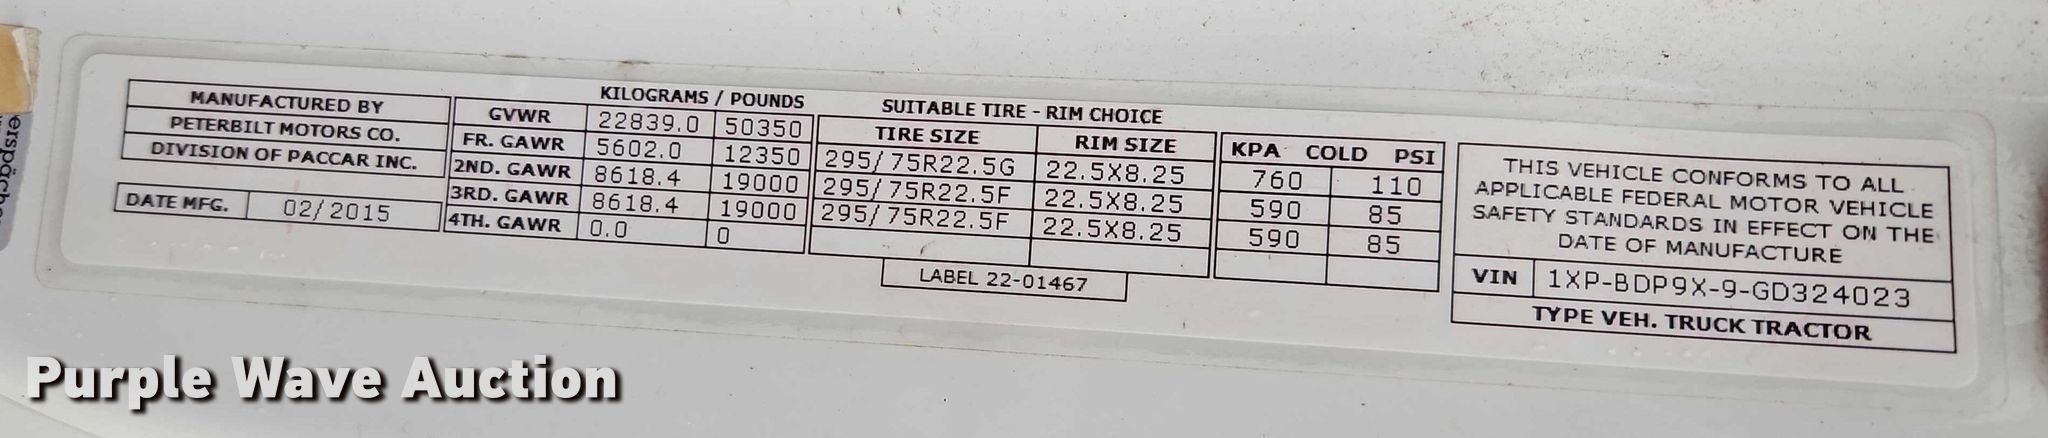 KILOGRAMS / POUNDS
MANUFACTURED BY
PETERBILT MOTORS CO.
DIVISION OF PACCAR INC.
DATE MFG. 02/2015
GVWR 22839.0 50350
FR. GAWR 5602.0 12350
2ND. GAWR 8618.4 19000
3RD. GAWR 8618.4 19000
4TH. GAWR 0.0 0
SUITABLE TIRE - RIM CHOICE
TIRE SIZE RIM SIZE KPA COLD PSI
295/75R22.5G 22.5X8.25 760 110
295/75R22.5F 22.5X8.25 590 85
295/75R22.5F 22.5X8.25 590 85
LABEL 22-01467
THIS VEHICLE CONFORMS TO ALL
APPLICABLE FEDERAL MOTOR VEHICLE
SAFETY STANDARDS IN EFFECT ON THE
DATE OF MANUFACTURE
VIN 1XP-BDP9X-9-GD324023
TYPE VEH. TRUCK TRACTOR
Purple Wave Auction